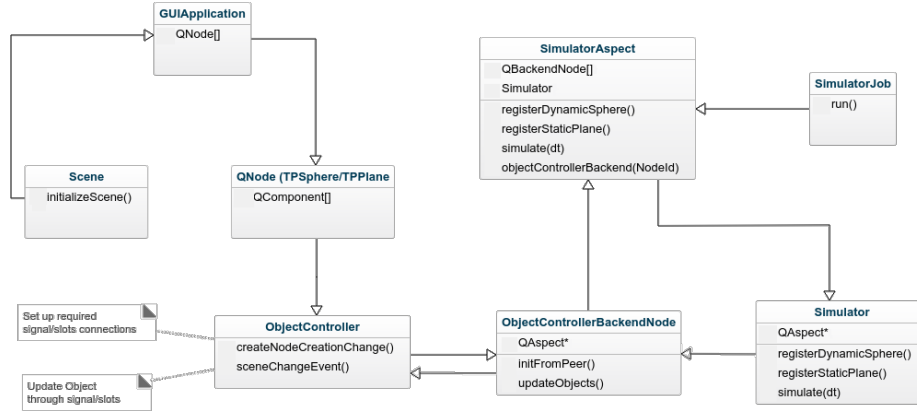 GUIApplication
QNode[]
SimulatorAspect
QBackendNode[]
Simulator
registerDynamicSphere()
registerStaticPlane()
simulate(dt)
objectControllerBackend(NodeId)
SimulatorJob
run()
Scene
initializeScene()
QNode (TPSphere/TPPlane
QComponent[]
Set up required
signal/slots connections
Update Object
through signal/slots
ObjectController
createNodeCreationChange()
sceneChangeEvent()
ObjectControllerBackendNode
QAspect*
initFromPeer()
updateObjects()
Simulator
QAspect*
registerDynamicSphere()
registerStaticPlane()
simulate(dt)